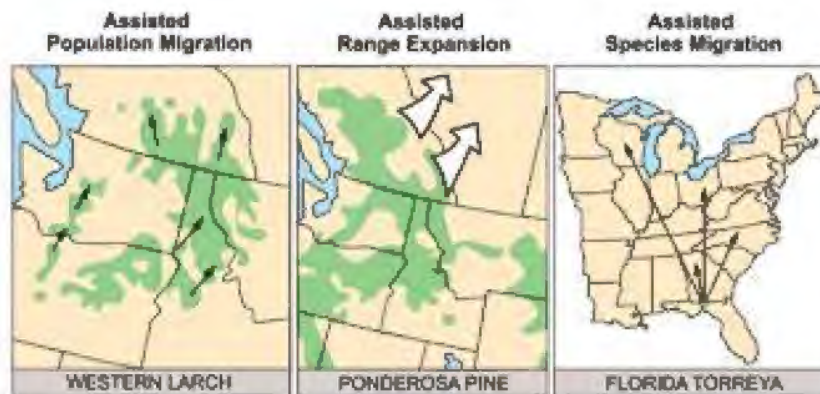 Assisted
Population Migration
Assisted
Range Expansion
Assisted
Species Migration
WESTERN LARCH
PONDEROSA PINE
FLORIDA TORREYA